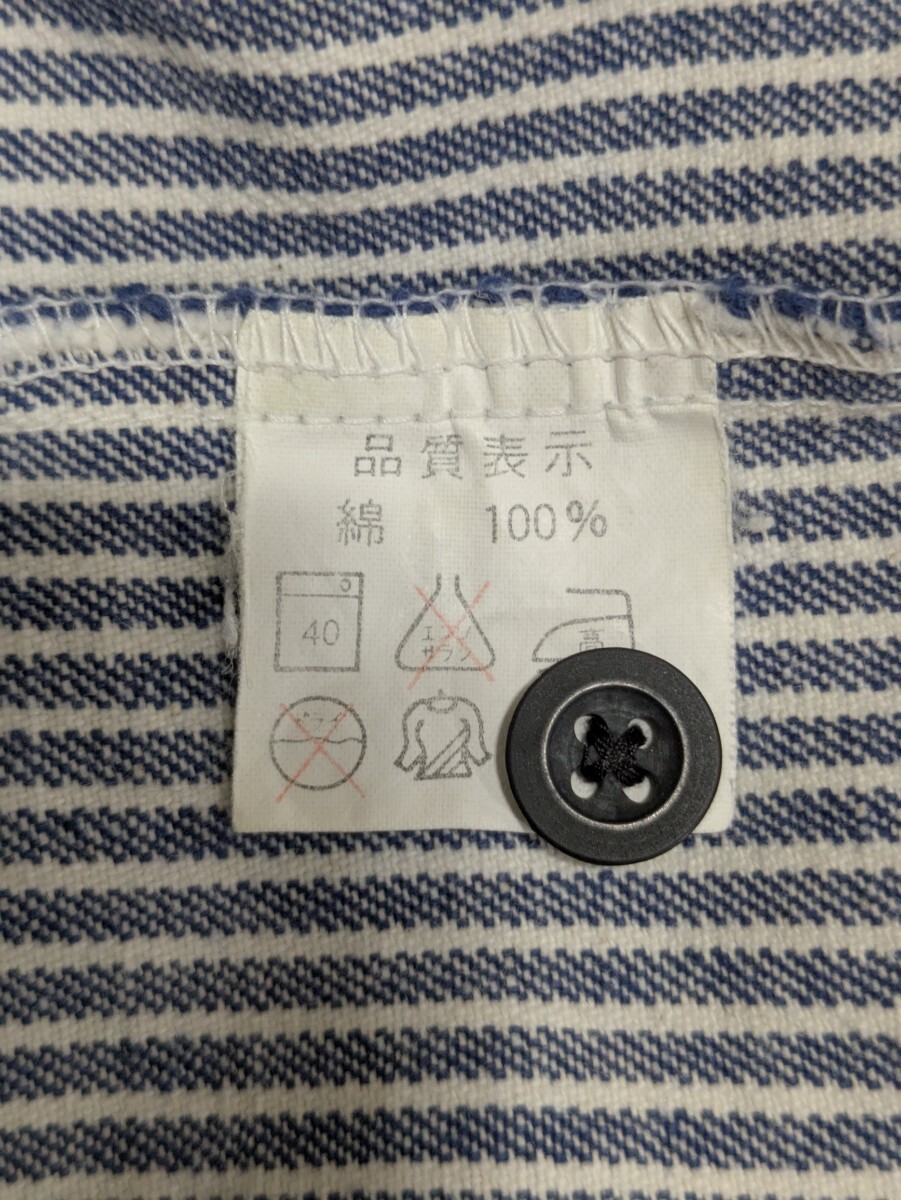 品質表示
綿 100%
40
エンソ
サラシ
高
ドライ